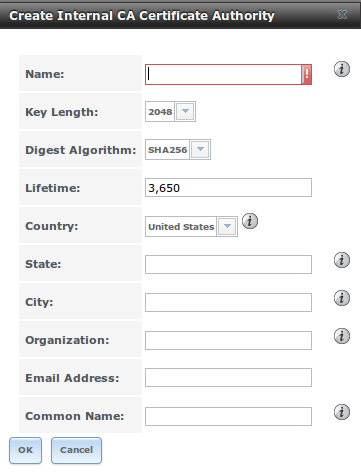 Create Internal CA Certificate Authority
Name:
Key Length: 2048
Digest Algorithm: SHA256
Lifetime: 3,650
Country: United States
State:
City:
Organization:
Email Address:
Common Name:
OK Cancel